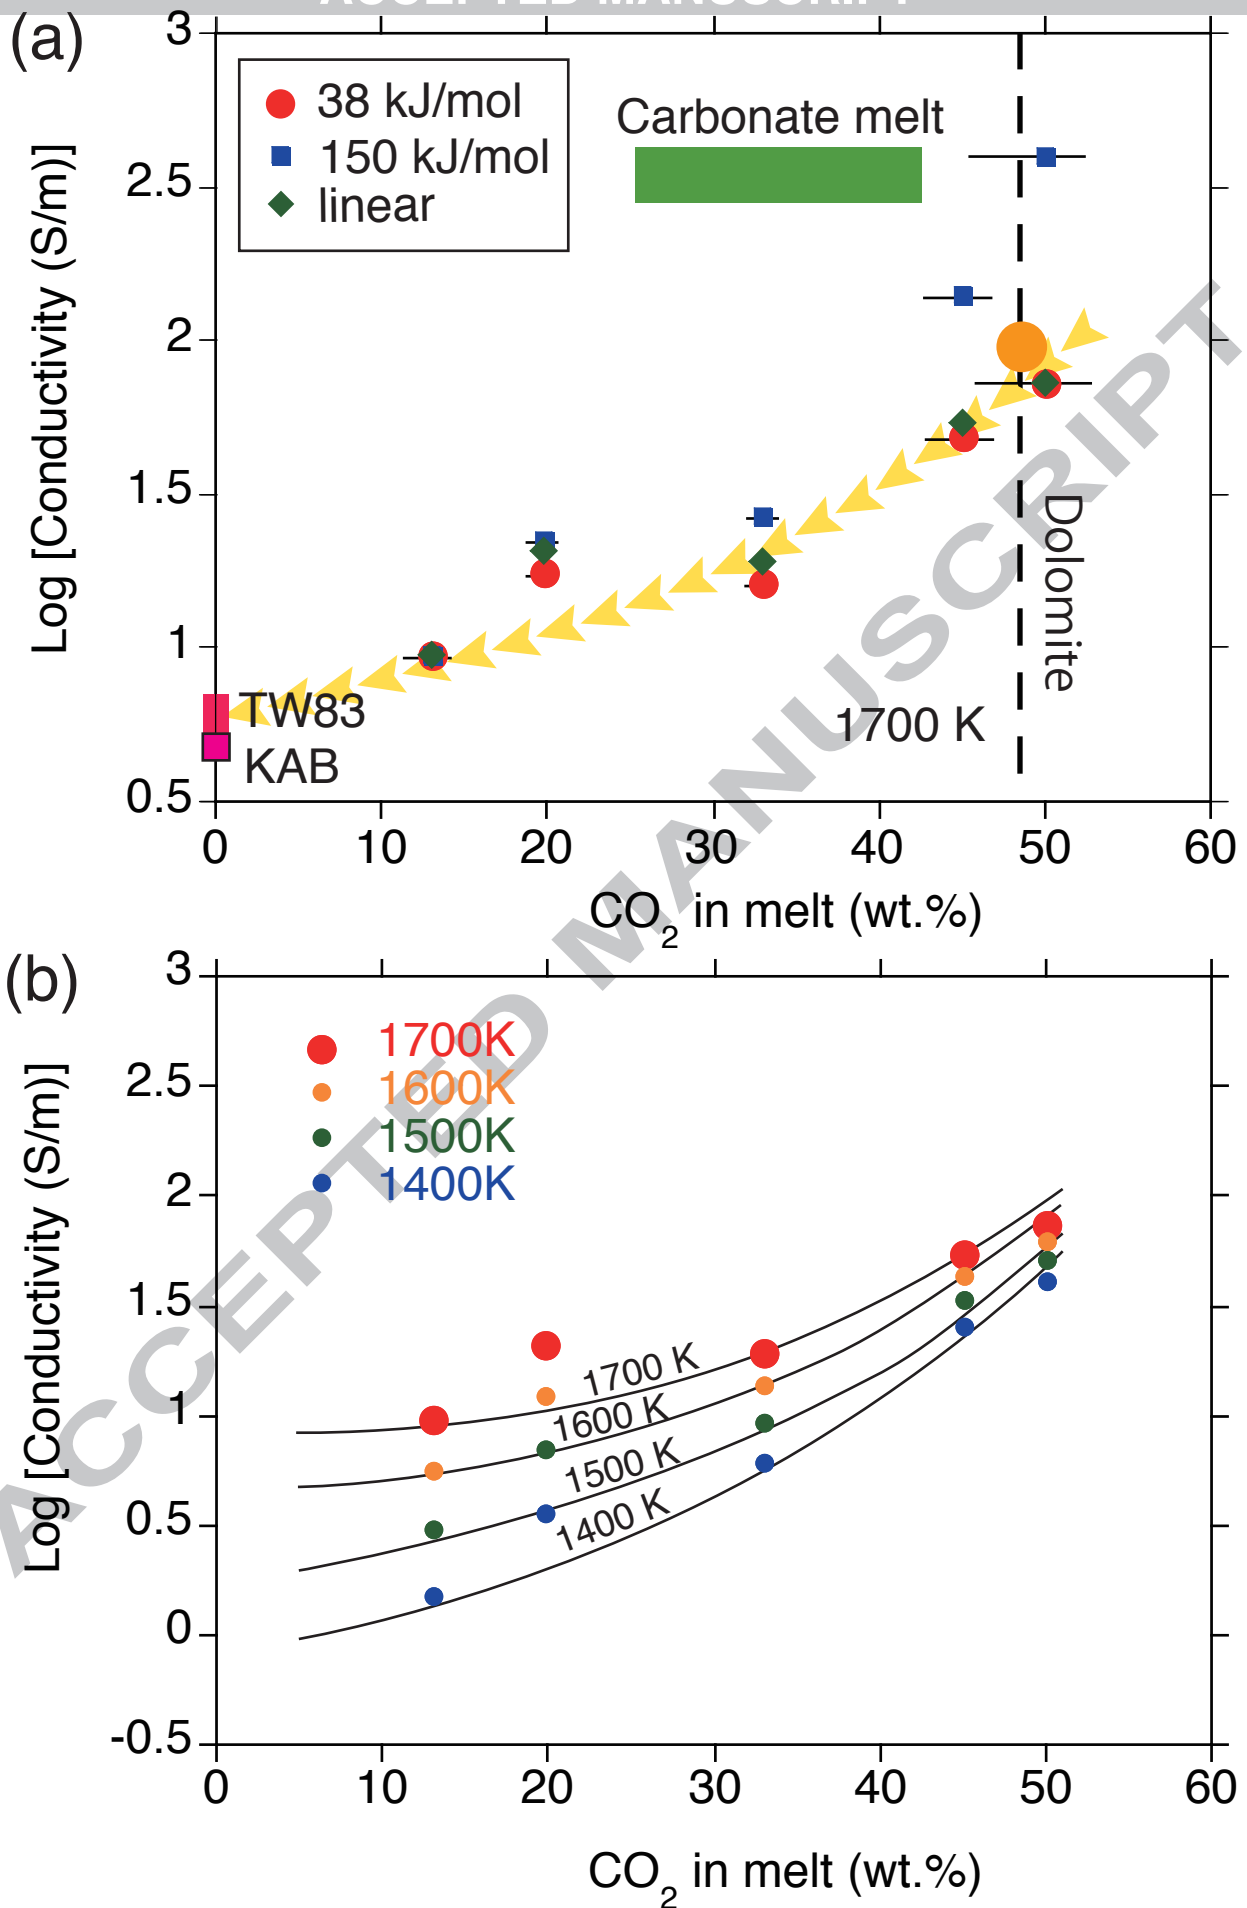 ACCEPTED MANUSCRIPT
(a)
3
2.5
2
1.5
1
0.5
Log [Conductivity (S/m)]
38 kJ/mol
150 kJ/mol
linear
Carbonate melt
Dolomite
TW83
KAB
1700 K
0 10 20 30 40 50 60
CO2 in melt (wt.%)
(b)
3
2.5
2
1.5
1
0.5
0
-0.5
Log [Conductivity (S/m)]
1700K
1600K
1500K
1400K
1700 K
1600 K
1500 K
1400 K
0 10 20 30 40 50 60
CO2 in melt (wt.%)
ACCEPTED MANUSCRIPT